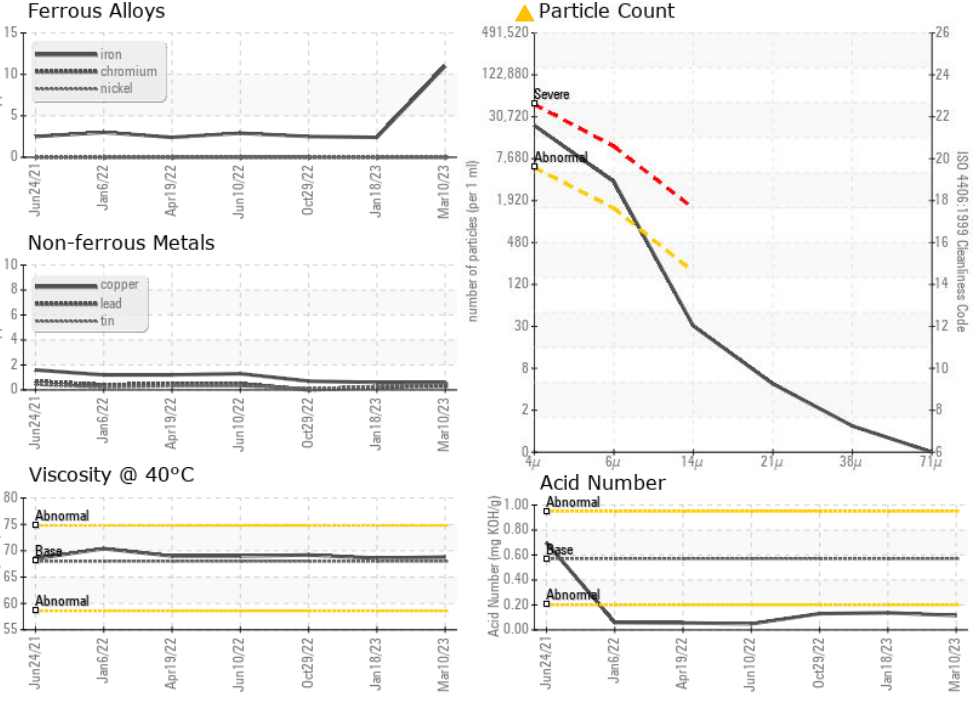 Ferrous Alloys
15
10
5
0
iron
chromium
nickel
Jun24/21
Jan6/22
Apr19/22
Jun10/22
Oct29/22
Jan18/23
Mar10/23
Non-ferrous Metals
10
8
6
4
2
0
copper
lead
tin
Jun24/21
Jan6/22
Apr19/22
Jun10/22
Oct29/22
Jan18/23
Mar10/23
Viscosity @ 40°C
80
75
70
65
60
55
Abnormal
Base
Abnormal
Jun24/21
Jan6/22
Apr19/22
Jun10/22
Oct29/22
Jan18/23
Mar10/23
Particle Count
number of particles (per 1 ml)
491,520
122,880
30,720
7,680
1,920
480
120
30
8
2
0
Severe
Abnormal
26
24
22
20
18
16
14
12
10
8
6
ISO 4406:1999 Cleanliness Code
4µ
6µ
14µ
21µ
38µ
71µ
Acid Number
Acid Number (mg KOH/g)
1.00
0.80
0.60
0.40
0.20
0.00
Abnormal
Base
Abnormal
Jun24/21
Jan6/22
Apr19/22
Jun10/22
Oct29/22
Jan18/23
Mar10/23